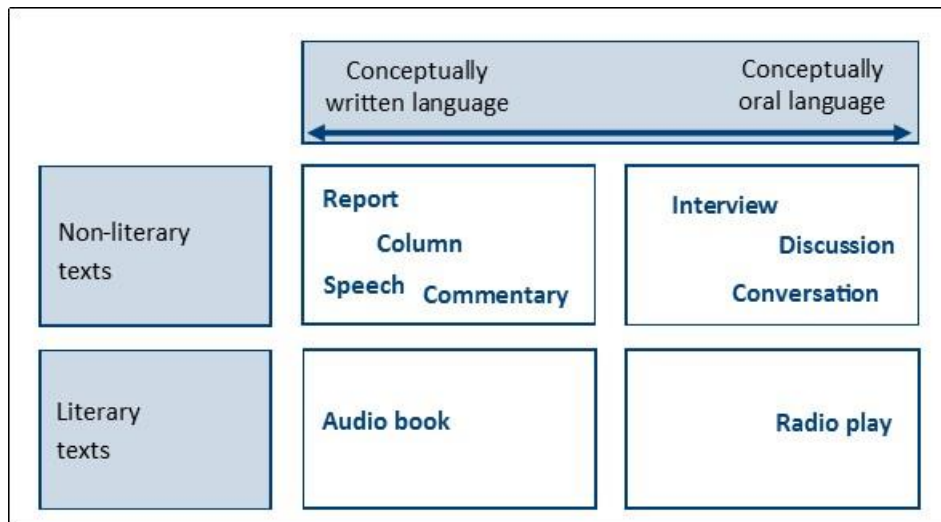 Conceptually
written language
Conceptually
oral language
Non-literary
texts
Report
Column
Speech
Commentary
Interview
Discussion
Conversation
Literary
texts
Audio book
Radio play